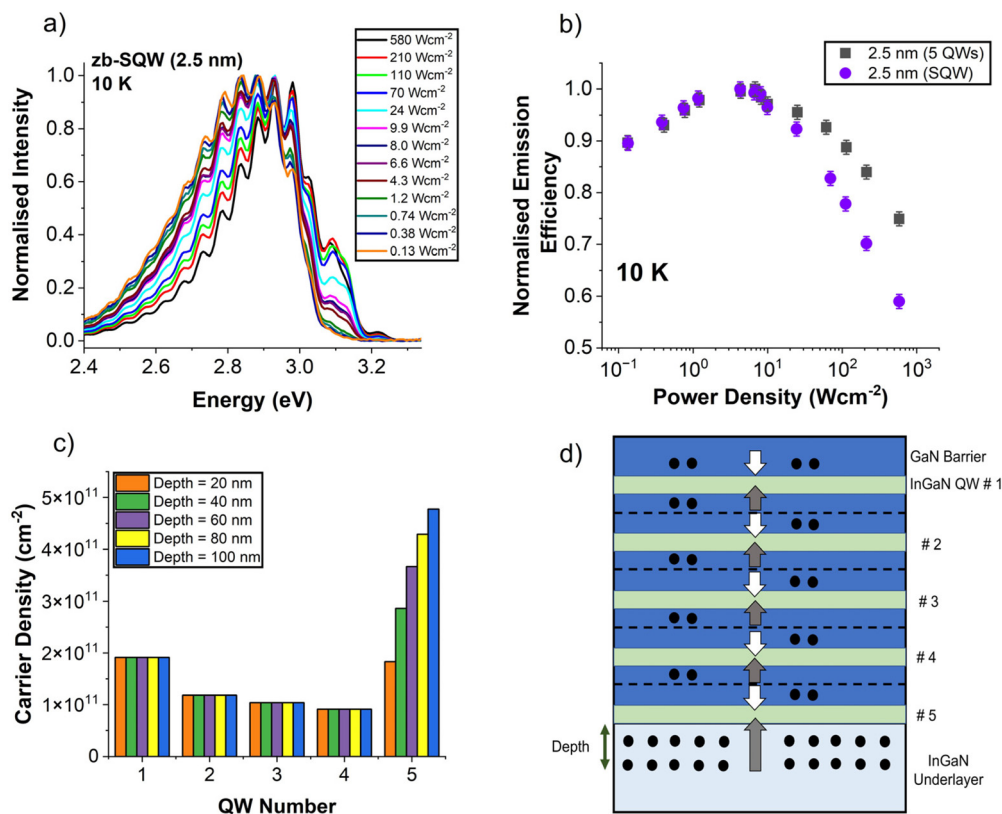 a)
zb-SQW (2.5 nm)
10 K
580 Wcm-2
210 Wcm-2
110 Wcm-2
70 Wcm-2
24 Wcm-2
9.9 Wcm-2
8.0 Wcm-2
6.6 Wcm-2
4.3 Wcm-2
1.2 Wcm-2
0.74 Wcm-2
0.38 Wcm-2
0.13 Wcm-2
Normalised Intensity
1.0
0.8
0.6
0.4
0.2
0.0
2.4 2.6 2.8 3.0 3.2
Energy (eV)
b)
2.5 nm (5 QWs)
2.5 nm (SQW)
Normalised Emission
Efficiency
1.0
0.9
0.8
0.7
0.6
0.5
10 K
10-1 100 101 102 103
Power Density (Wcm-2)
c)
Depth = 20 nm
Depth = 40 nm
Depth = 60 nm
Depth = 80 nm
Depth = 100 nm
Carrier Density (cm-2)
5×1011
4×1011
3×1011
2×1011
1×1011
0
1 2 3 4 5
QW Number
d)
GaN Barrier
InGaN QW # 1
# 2
# 3
# 4
# 5
Depth
InGaN
Underlayer